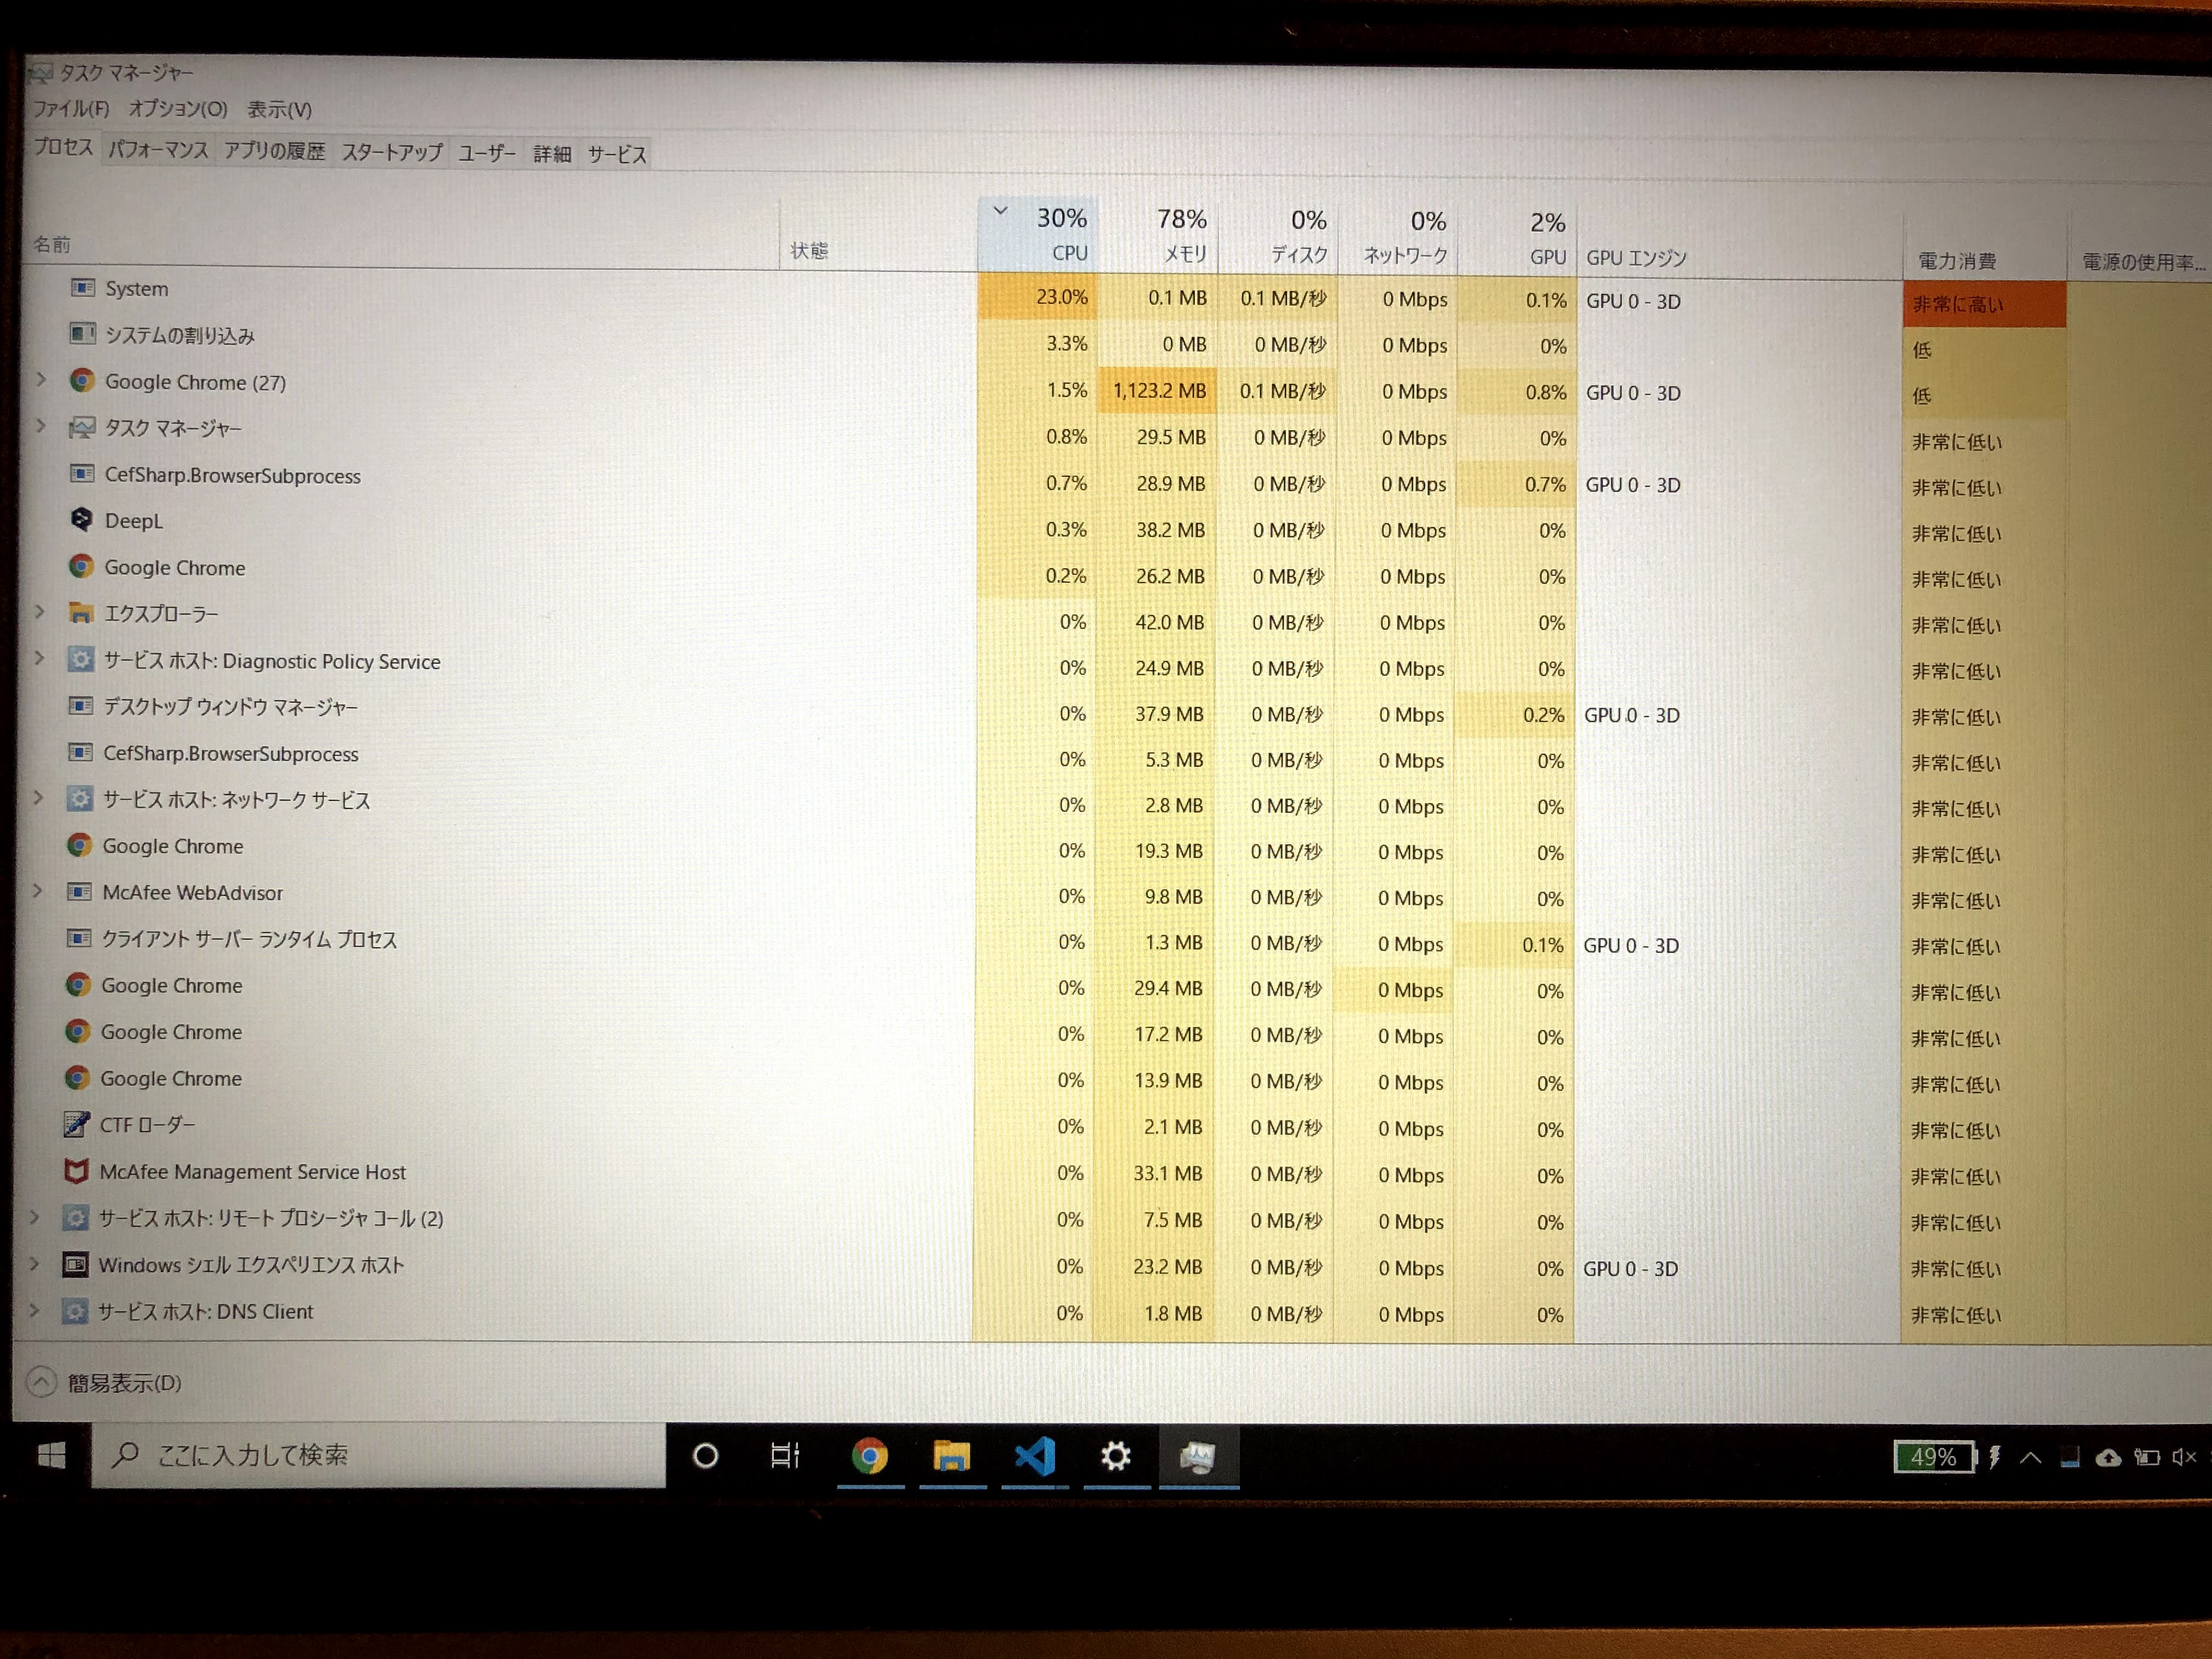 タスク マネージャー
ファイル(F) オプション(O) 表示(V)
プロセス パフォーマンス アプリの履歴 スタートアップ ユーザー 詳細 サービス
30% 78% 0% 0% 2%
名前 状態 CPU メモリ ディスク ネットワーク GPU GPU エンジン 電力消費 電源の使用率...
System 23.0% 0.1 MB 0.1 MB/秒 0 Mbps 0.1% GPU 0 - 3D 非常に高い
システムの割り込み 3.3% 0 MB 0 MB/秒 0 Mbps 0% 低
Google Chrome (27) 1.5% 1,123.2 MB 0.1 MB/秒 0 Mbps 0.8% GPU 0 - 3D 低
タスク マネージャー 0.8% 29.5 MB 0 MB/秒 0 Mbps 0% 非常に低い
CefSharp.BrowserSubprocess 0.7% 28.9 MB 0 MB/秒 0 Mbps 0.7% GPU 0 - 3D 非常に低い
DeepL 0.3% 38.2 MB 0 MB/秒 0 Mbps 0% 非常に低い
Google Chrome 0.2% 26.2 MB 0 MB/秒 0 Mbps 0% 非常に低い
エクスプローラー 0% 42.0 MB 0 MB/秒 0 Mbps 0% 非常に低い
サービス ホスト: Diagnostic Policy Service 0% 24.9 MB 0 MB/秒 0 Mbps 0% 非常に低い
デスクトップ ウィンドウ マネージャー 0% 37.9 MB 0 MB/秒 0 Mbps 0.2% GPU 0 - 3D 非常に低い
CefSharp.BrowserSubprocess 0% 5.3 MB 0 MB/秒 0 Mbps 0% 非常に低い
サービス ホスト: ネットワーク サービス 0% 2.8 MB 0 MB/秒 0 Mbps 0% 非常に低い
Google Chrome 0% 19.3 MB 0 MB/秒 0 Mbps 0% 非常に低い
McAfee WebAdvisor 0% 9.8 MB 0 MB/秒 0 Mbps 0% 非常に低い
クライアント サーバー ランタイム プロセス 0% 1.3 MB 0 MB/秒 0 Mbps 0.1% GPU 0 - 3D 非常に低い
Google Chrome 0% 29.4 MB 0 MB/秒 0 Mbps 0% 非常に低い
Google Chrome 0% 17.2 MB 0 MB/秒 0 Mbps 0% 非常に低い
Google Chrome 0% 13.9 MB 0 MB/秒 0 Mbps 0% 非常に低い
CTF ローダー 0% 2.1 MB 0 MB/秒 0 Mbps 0% 非常に低い
McAfee Management Service Host 0% 33.1 MB 0 MB/秒 0 Mbps 0% 非常に低い
サービス ホスト: リモート プロシージャ コール (2) 0% 7.5 MB 0 MB/秒 0 Mbps 0% 非常に低い
Windows シェル エクスペリエンス ホスト 0% 23.2 MB 0 MB/秒 0 Mbps 0% GPU 0 - 3D 非常に低い
サービス ホスト: DNS Client 0% 1.8 MB 0 MB/秒 0 Mbps 0% 非常に低い
簡易表示(D)
ここに入力して検索 49%